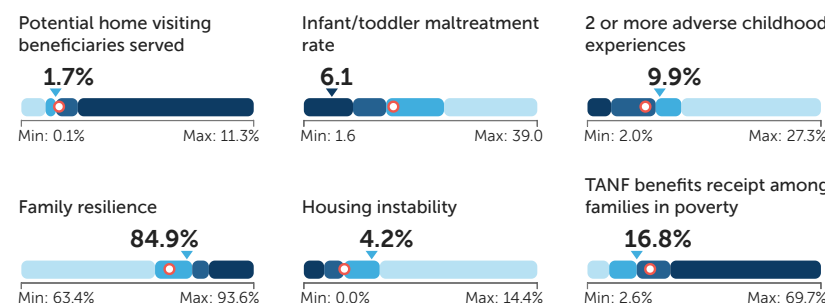 Potential home visiting
beneficiaries served
1.7%
Min: 0.1% Max: 11.3%
Infant/toddler maltreatment
rate
6.1
Min: 1.6 Max: 39.0
2 or more adverse childhood
experiences
9.9%
Min: 2.0% Max: 27.3%
Family resilience
84.9%
Min: 63.4% Max: 93.6%
Housing instability
4.2%
Min: 0.0% Max: 14.4%
TANF benefits receipt among
families in poverty
16.8%
Min: 2.6% Max: 69.7%